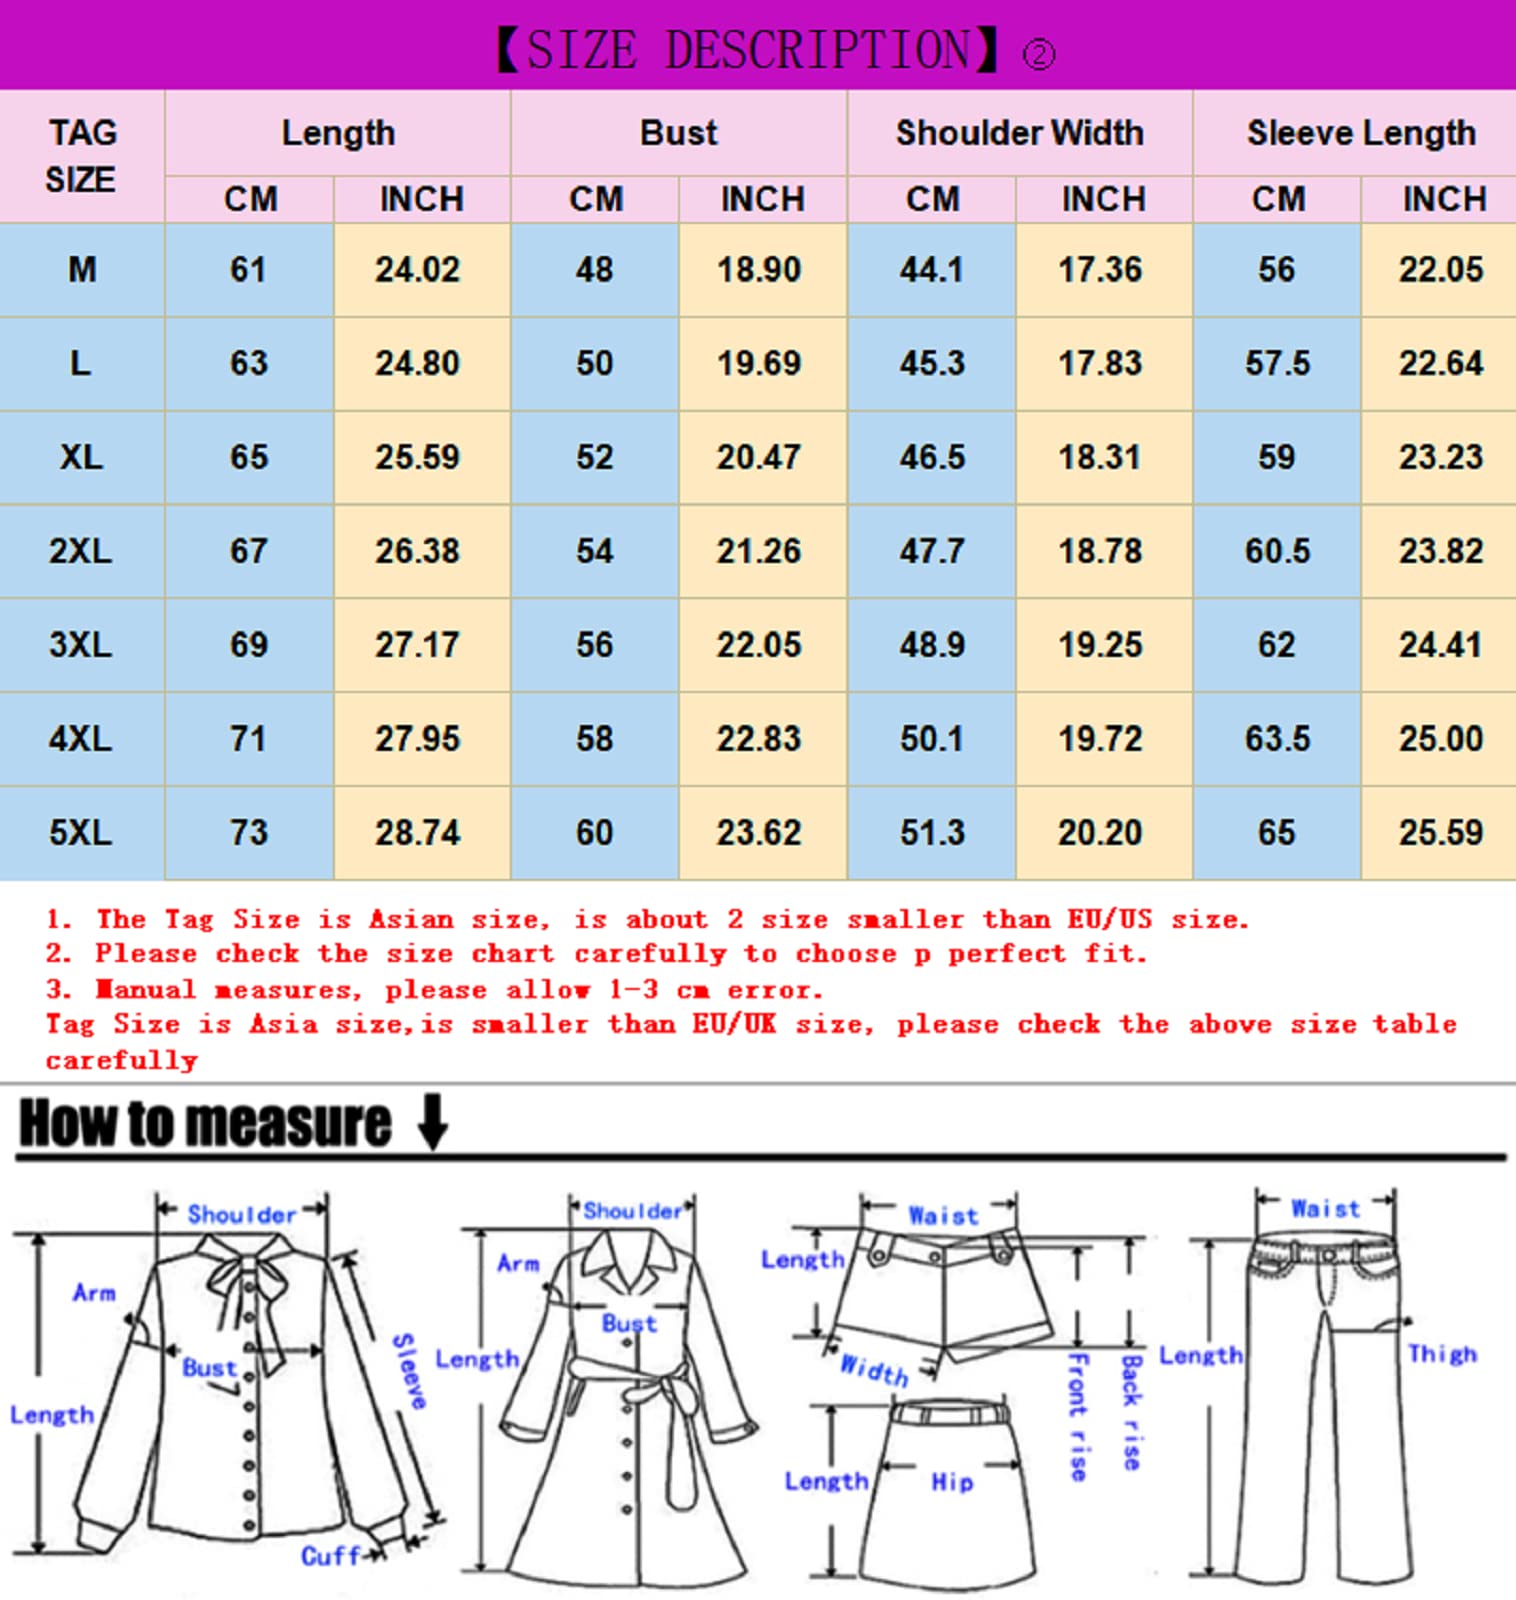 【SIZE DESCRIPTION】②
TAG SIZE Length Bust Shoulder Width Sleeve Length
CM INCH CM INCH CM INCH CM INCH
M 61 24.02 48 18.90 44.1 17.36 56 22.05
L 63 24.80 50 19.69 45.3 17.83 57.5 22.64
XL 65 25.59 52 20.47 46.5 18.31 59 23.23
2XL 67 26.38 54 21.26 47.7 18.78 60.5 23.82
3XL 69 27.17 56 22.05 48.9 19.25 62 24.41
4XL 71 27.95 58 22.83 50.1 19.72 63.5 25.00
5XL 73 28.74 60 23.62 51.3 20.20 65 25.59
1. The Tag Size is Asian size, is about 2 size smaller than EU/US size.
2. Please check the size chart carefully to choose p perfect fit.
3. Manual measures, please allow 1-3 cm error.
Tag Size is Asia size,is smaller than EU/UK size, please check the above size table
carefully
How to measure
Shoulder
Arm
Bust
Sleeve
Length
Cuff
Shoulder
Arm
Bust
Length
Waist
Length
Width
Front rise
Back rise
Length
Hip
Waist
Length
Thigh